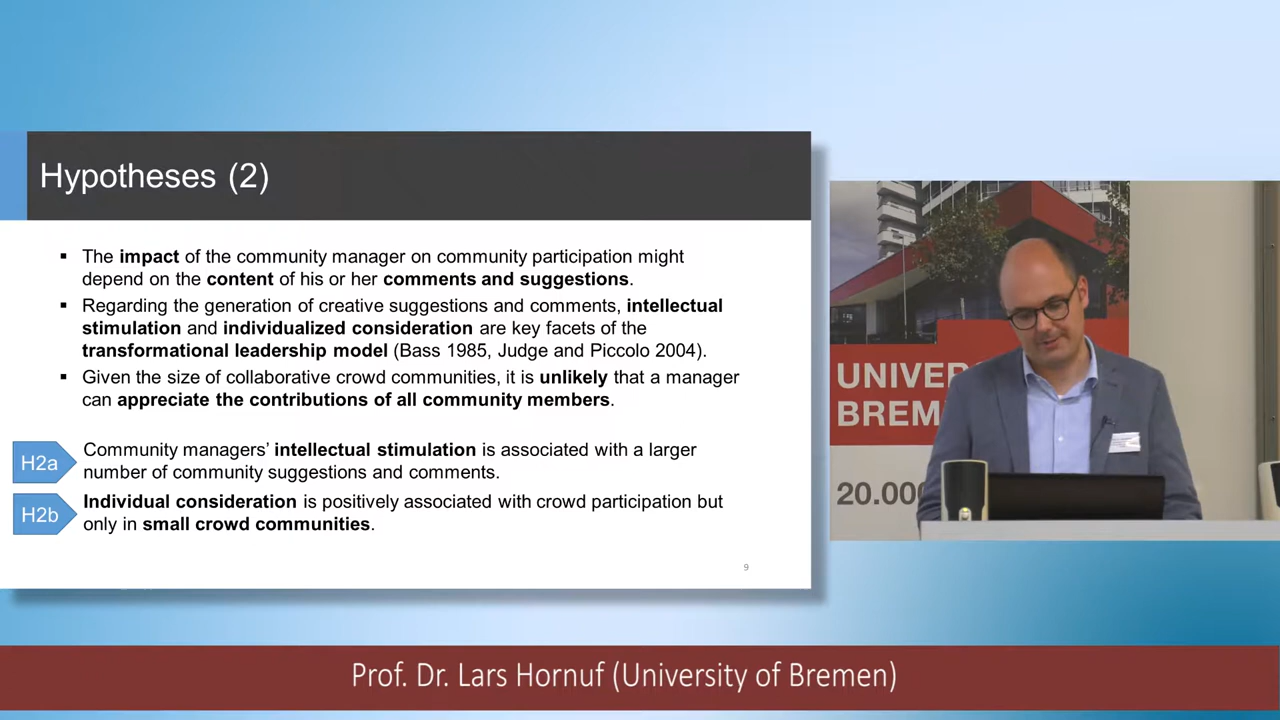 Hypotheses (2)
▪ The impact of the community manager on community participation might
depend on the content of his or her comments and suggestions.
▪ Regarding the generation of creative suggestions and comments, intellectual
stimulation and individualized consideration are key facets of the
transformational leadership model (Bass 1985, Judge and Piccolo 2004).
▪ Given the size of collaborative crowd communities, it is unlikely that a manager
can appreciate the contributions of all community members.
H2a
Community managers’ intellectual stimulation is associated with a larger
number of community suggestions and comments.
H2b
Individual consideration is positively associated with crowd participation but
only in small crowd communities.
9
UNIVER
BREM
20.000
Prof. Dr. Lars Hornuf (University of Bremen)